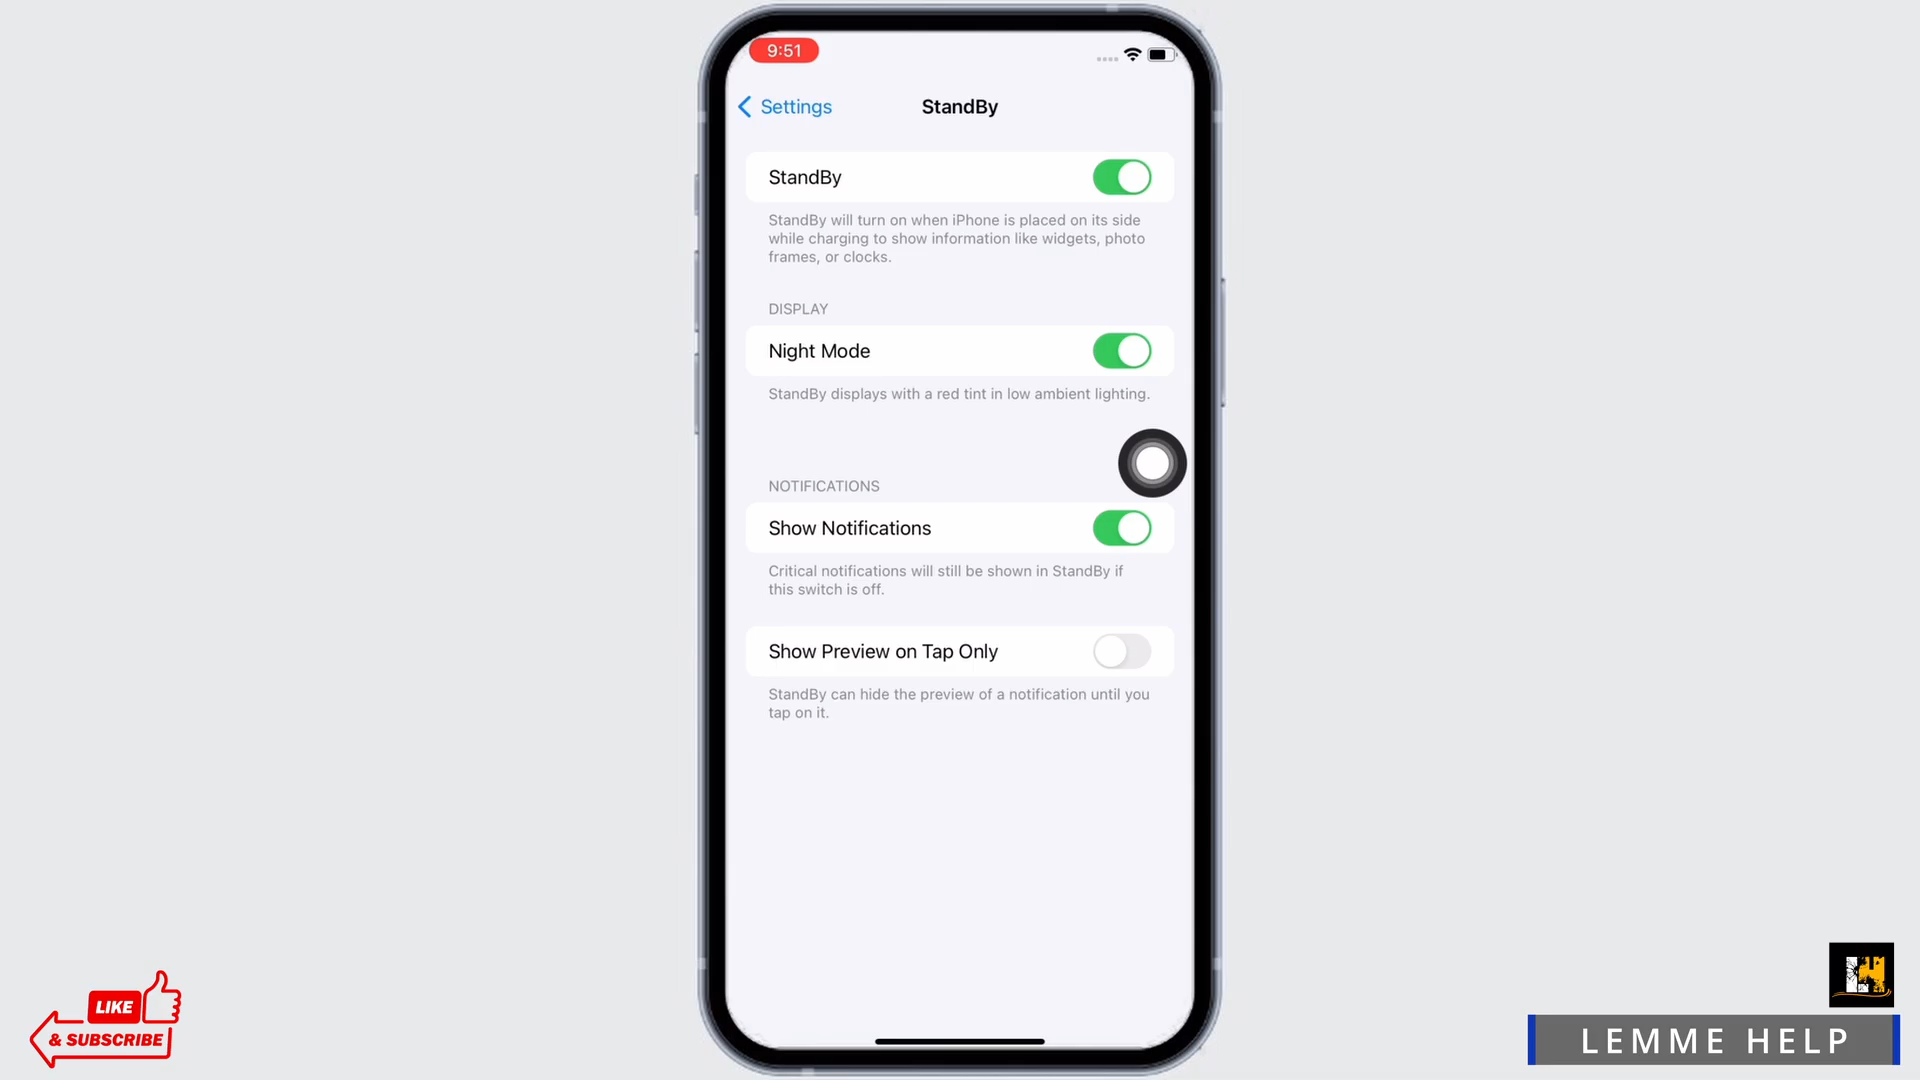 9:51
Settings
StandBy
StandBy
StandBy will turn on when iPhone is placed on its side
while charging to show information like widgets, photo
frames, or clocks.
DISPLAY
Night Mode
StandBy displays with a red tint in low ambient lighting.
NOTIFICATIONS
Show Notifications
Critical notifications will still be shown in StandBy if
this switch is off.
Show Preview on Tap Only
StandBy can hide the preview of a notification until you
tap on it.
LIKE
& SUBSCRIBE
LH
LEMME HELP